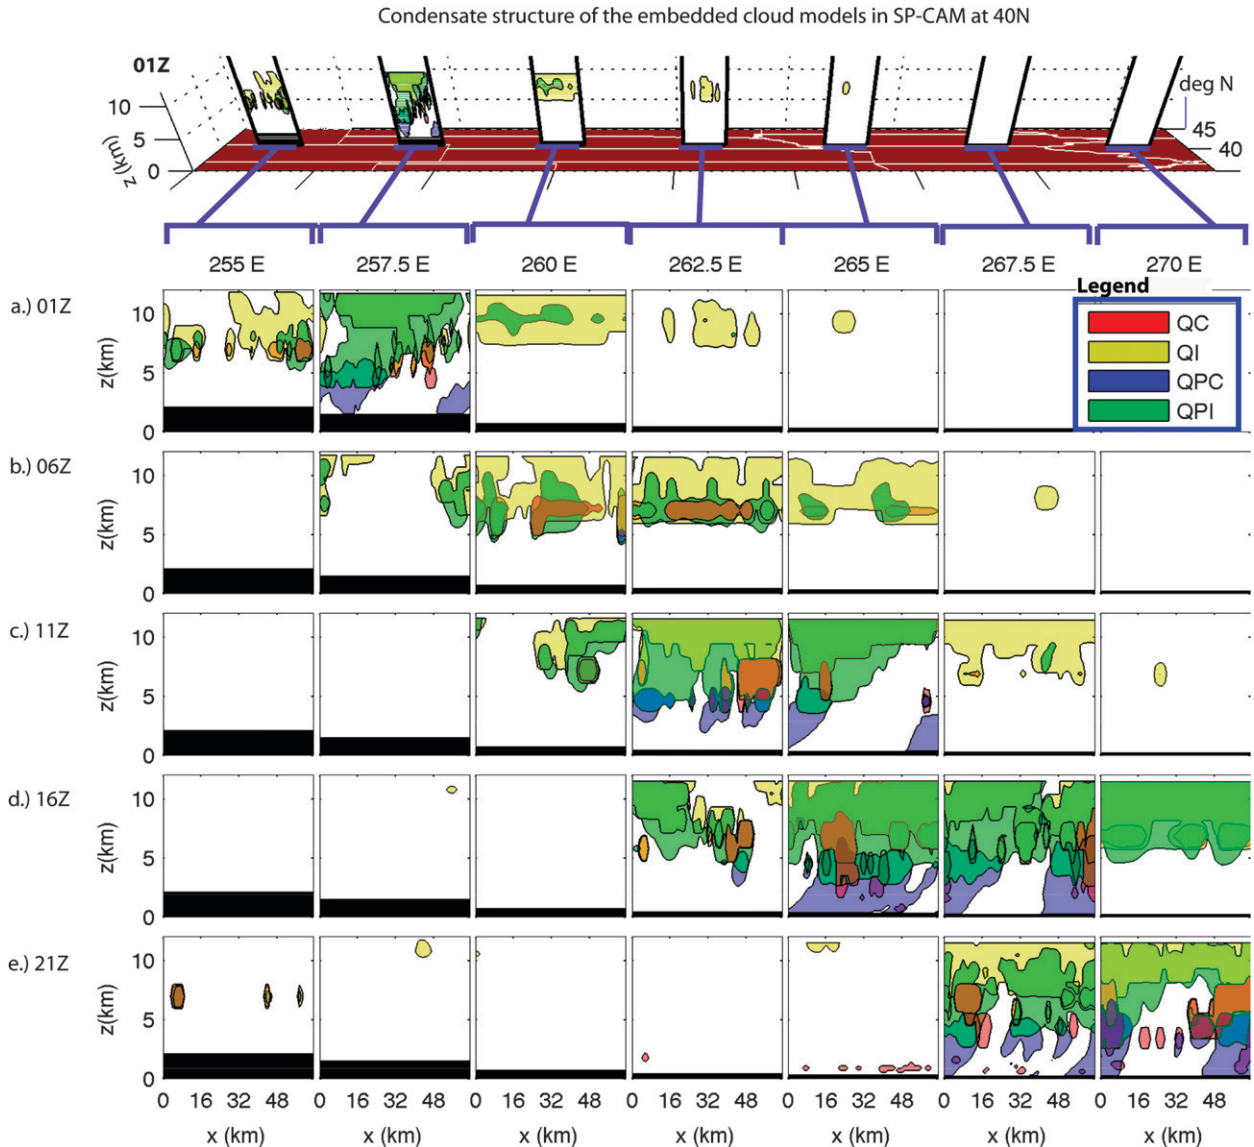 Condensate structure of the embedded cloud models in SP-CAM at 40N
01Z
deg N
10
5
0
z (km)
45
40
255 E 257.5 E 260 E 262.5 E 265 E 267.5 E 270 E
Legend
QC
QI
QPC
QPI
a.) 01Z
z(km)
10
5
0
b.) 06Z
z(km)
10
5
0
c.) 11Z
z(km)
10
5
0
d.) 16Z
z(km)
10
5
0
e.) 21Z
z(km)
10
5
0
0 16 32 48 0 16 32 48 0 16 32 48 0 16 32 48 0 16 32 48 0 16 32 48 0 16 32 48
x (km) x (km) x (km) x (km) x (km) x (km) x (km)